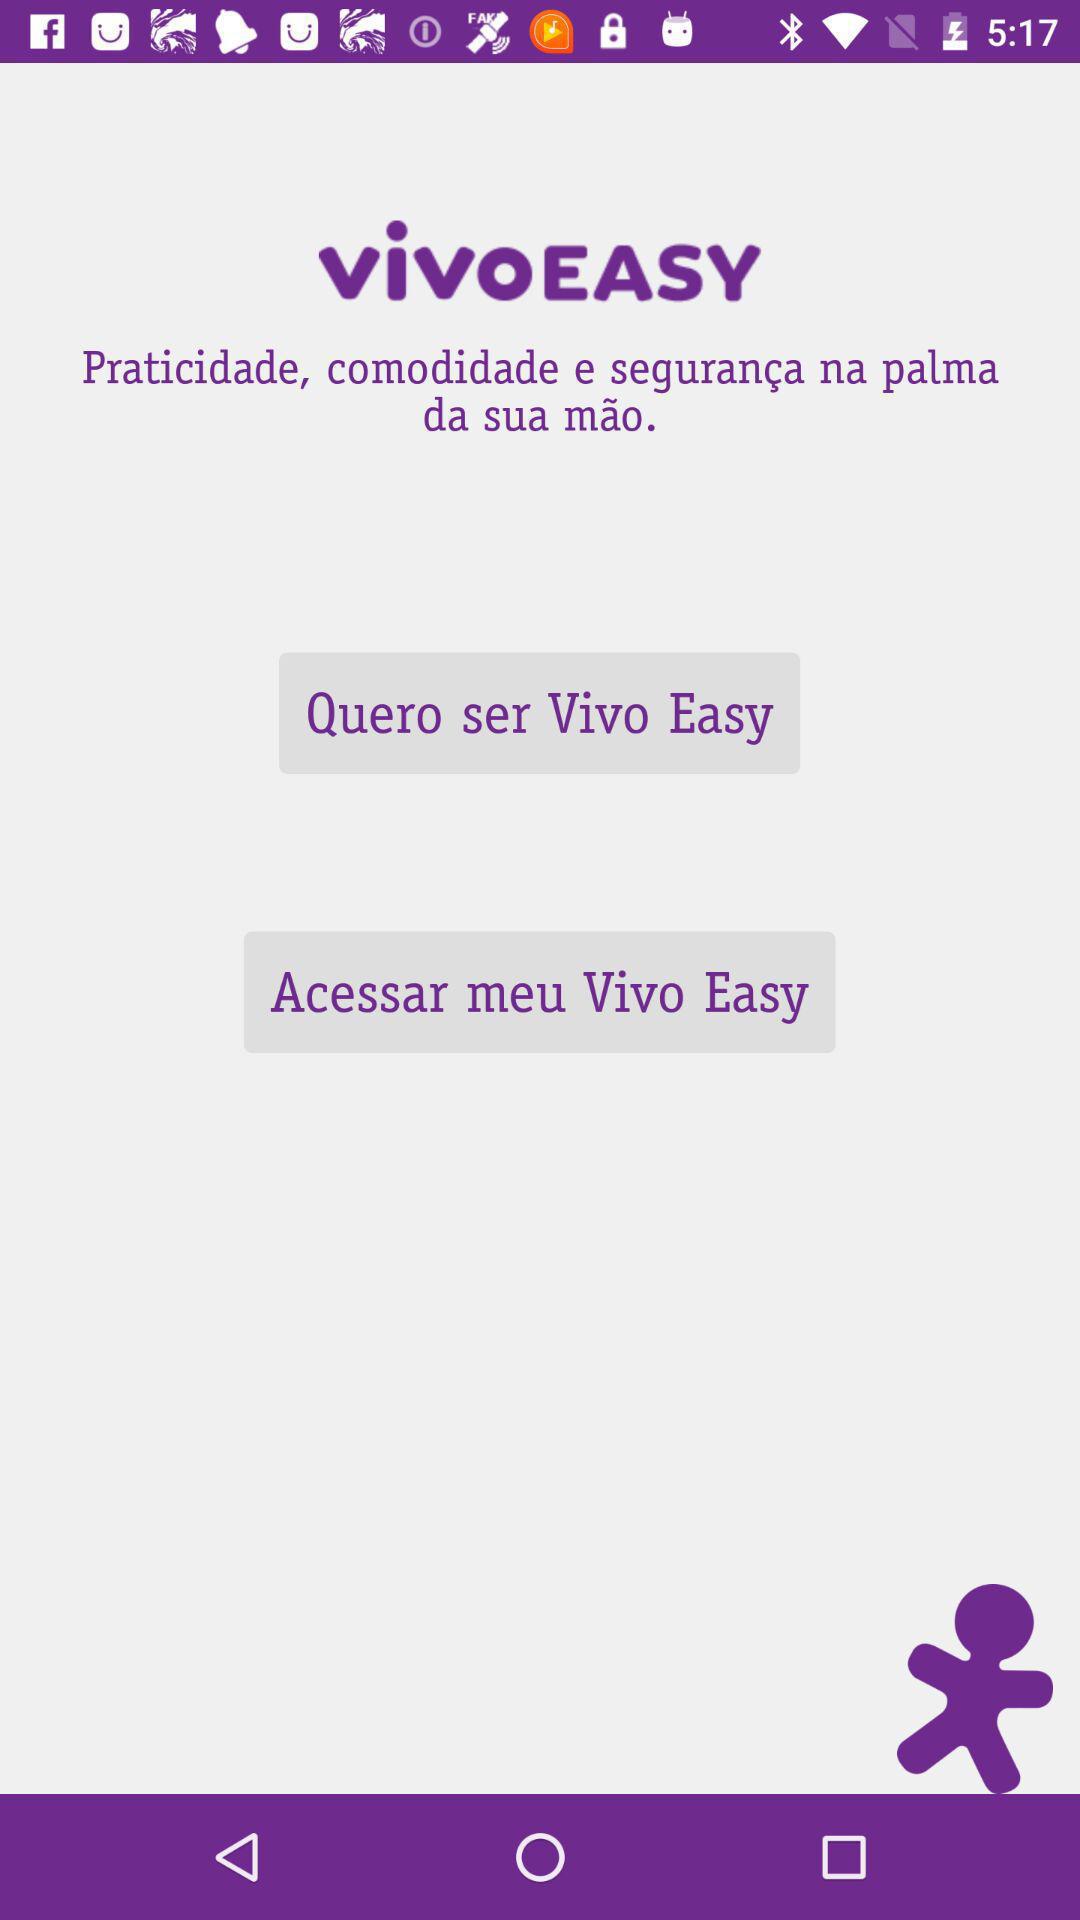 FAKE
5:17
vivoEASY
Praticidade, comodidade e segurança na palma
da sua mão.
Quero ser Vivo Easy
Acessar meu Vivo Easy